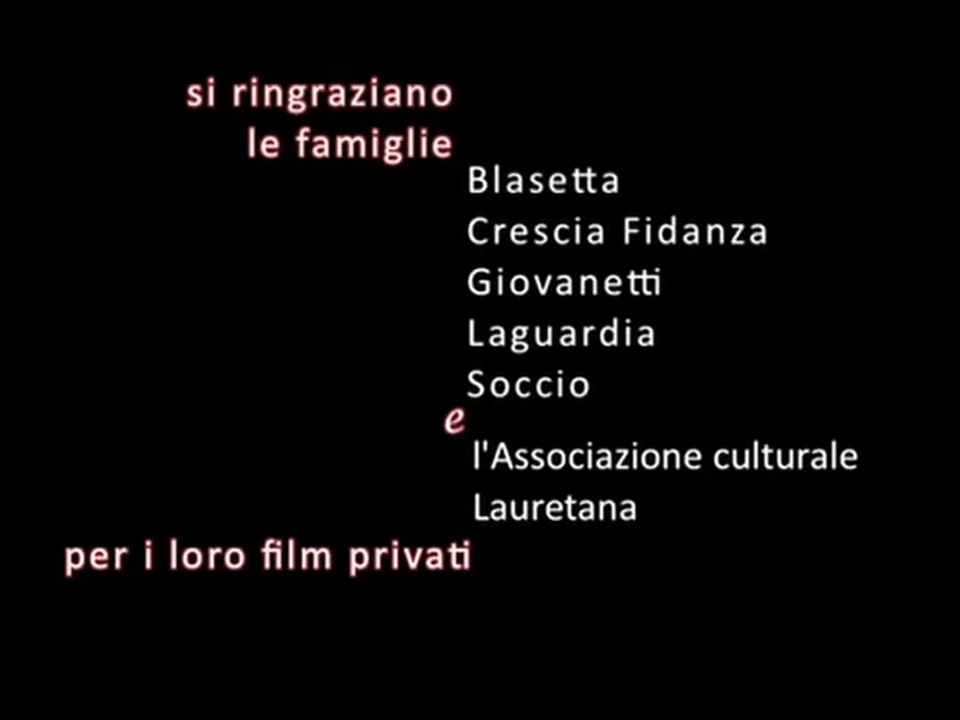 si ringraziano
le famiglie
Blasetta
Crescia Fidanza
Giovanetti
Laguardia
Soccio
e
l'Associazione culturale
Lauretana
per i loro film privati